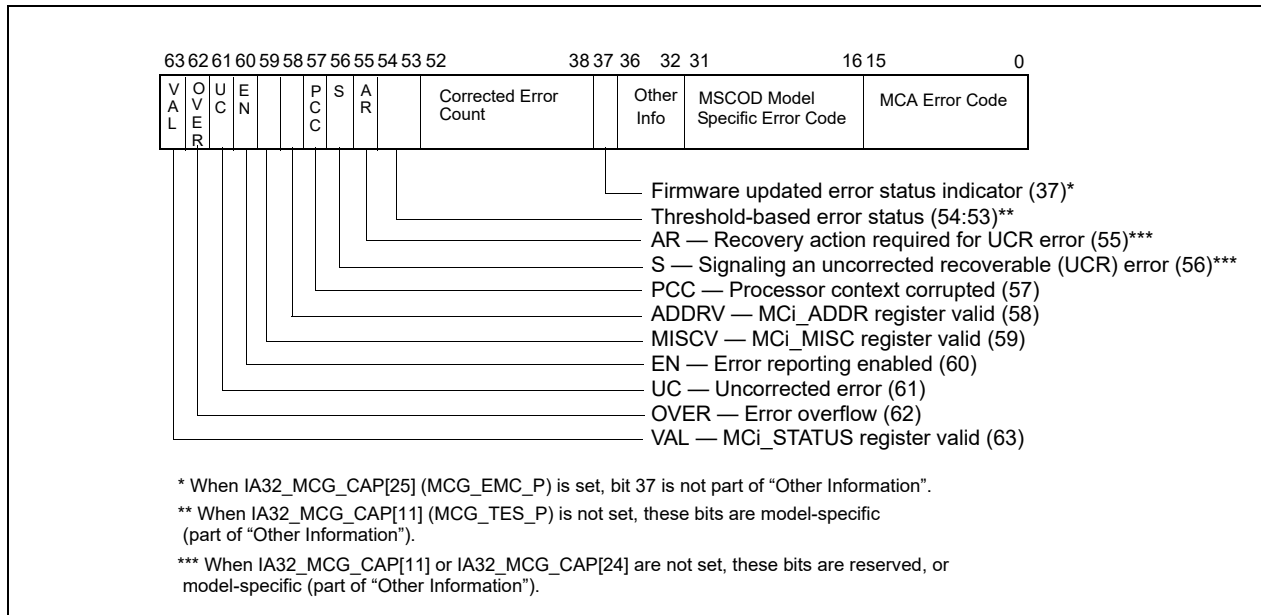 63 62 61 60 59 58 57 56 55 54 53 52 38 37 36 32 31 16 15 0
VAL
OVER
UC
EN
PCC
S
AR
Corrected Error
Count
Other
Info
MSCOD Model
Specific Error Code
MCA Error Code
Firmware updated error status indicator (37)*
Threshold-based error status (54:53)**
AR — Recovery action required for UCR error (55)***
S — Signaling an uncorrected recoverable (UCR) error (56)***
PCC — Processor context corrupted (57)
ADDRV — MCi_ADDR register valid (58)
MISCV — MCi_MISC register valid (59)
EN — Error reporting enabled (60)
UC — Uncorrected error (61)
OVER — Error overflow (62)
VAL — MCi_STATUS register valid (63)
* When IA32_MCG_CAP[25] (MCG_EMC_P) is set, bit 37 is not part of “Other Information”.
** When IA32_MCG_CAP[11] (MCG_TES_P) is not set, these bits are model-specific
(part of “Other Information”).
*** When IA32_MCG_CAP[11] or IA32_MCG_CAP[24] are not set, these bits are reserved, or
model-specific (part of “Other Information”).